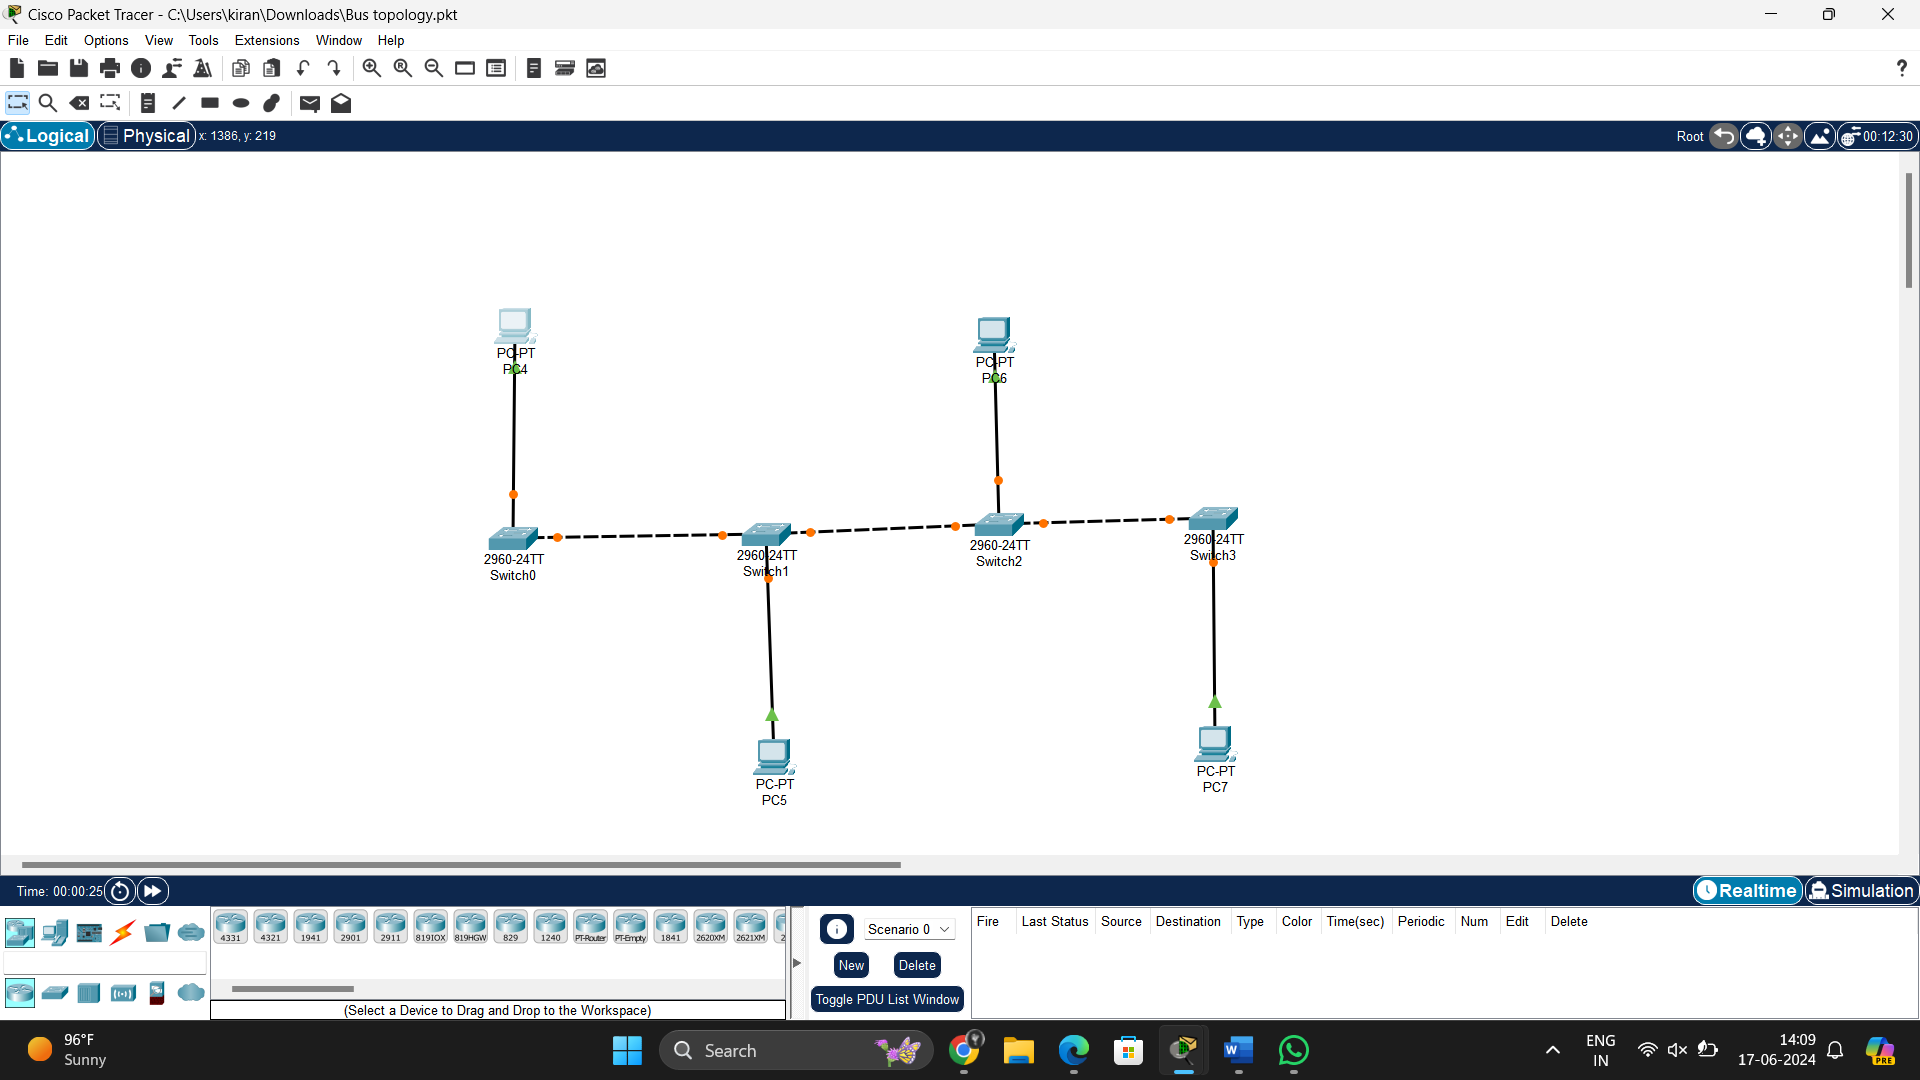 Cisco Packet Tracer - C:\Users\kiran\Downloads\Bus topology.pkt
File Edit Options View Tools Extensions Window Help
?
Logical Physical x: 1386, y: 219 Root 00:12:30
PC-PT
PC4
PC-PT
PC6
2960-24TT
Switch0
2960-24TT
Switch1
2960-24TT
Switch2
2960-24TT
Switch3
PC-PT
PC5
PC-PT
PC7
Time: 00:00:25 Realtime Simulation
4331 4321 1941 2901 2911 819IOX 819HGW 829 1240 PT-Router PT-Empty 1841 2620XM 2621XM 2
(Select a Device to Drag and Drop to the Workspace)
Scenario 0
New Delete
Toggle PDU List Window
Fire Last Status Source Destination Type Color Time(sec) Periodic Num Edit Delete
96°F
Sunny
Search
ENG
IN
14:09
17-06-2024
PRE